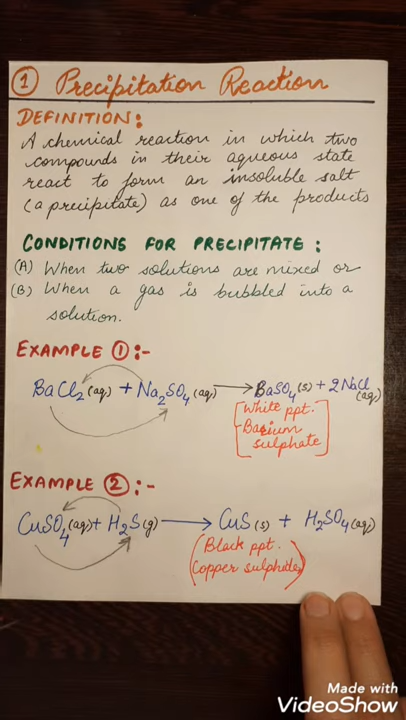 ① Precipitation Reaction
DEFINITION:
A chemical reaction in which two
compounds in their aqueous state
react to form an insoluble salt
(a precipitate) as one of the products
CONDITIONS FOR PRECIPITATE:
(A) When two solutions are mixed or
(B) When a gas is bubbled into a
solution.
EXAMPLE ①:-
BaCl₂(aq) + Na₂SO₄(aq) → BaSO₄(s) + 2NaCl(aq)
[White ppt.
Barium
sulphate]
EXAMPLE ②:-
CuSO₄(aq) + H₂S(g) → CuS(s) + H₂SO₄(aq)
(Black ppt.
Copper sulphide)
Made with
VideoShow